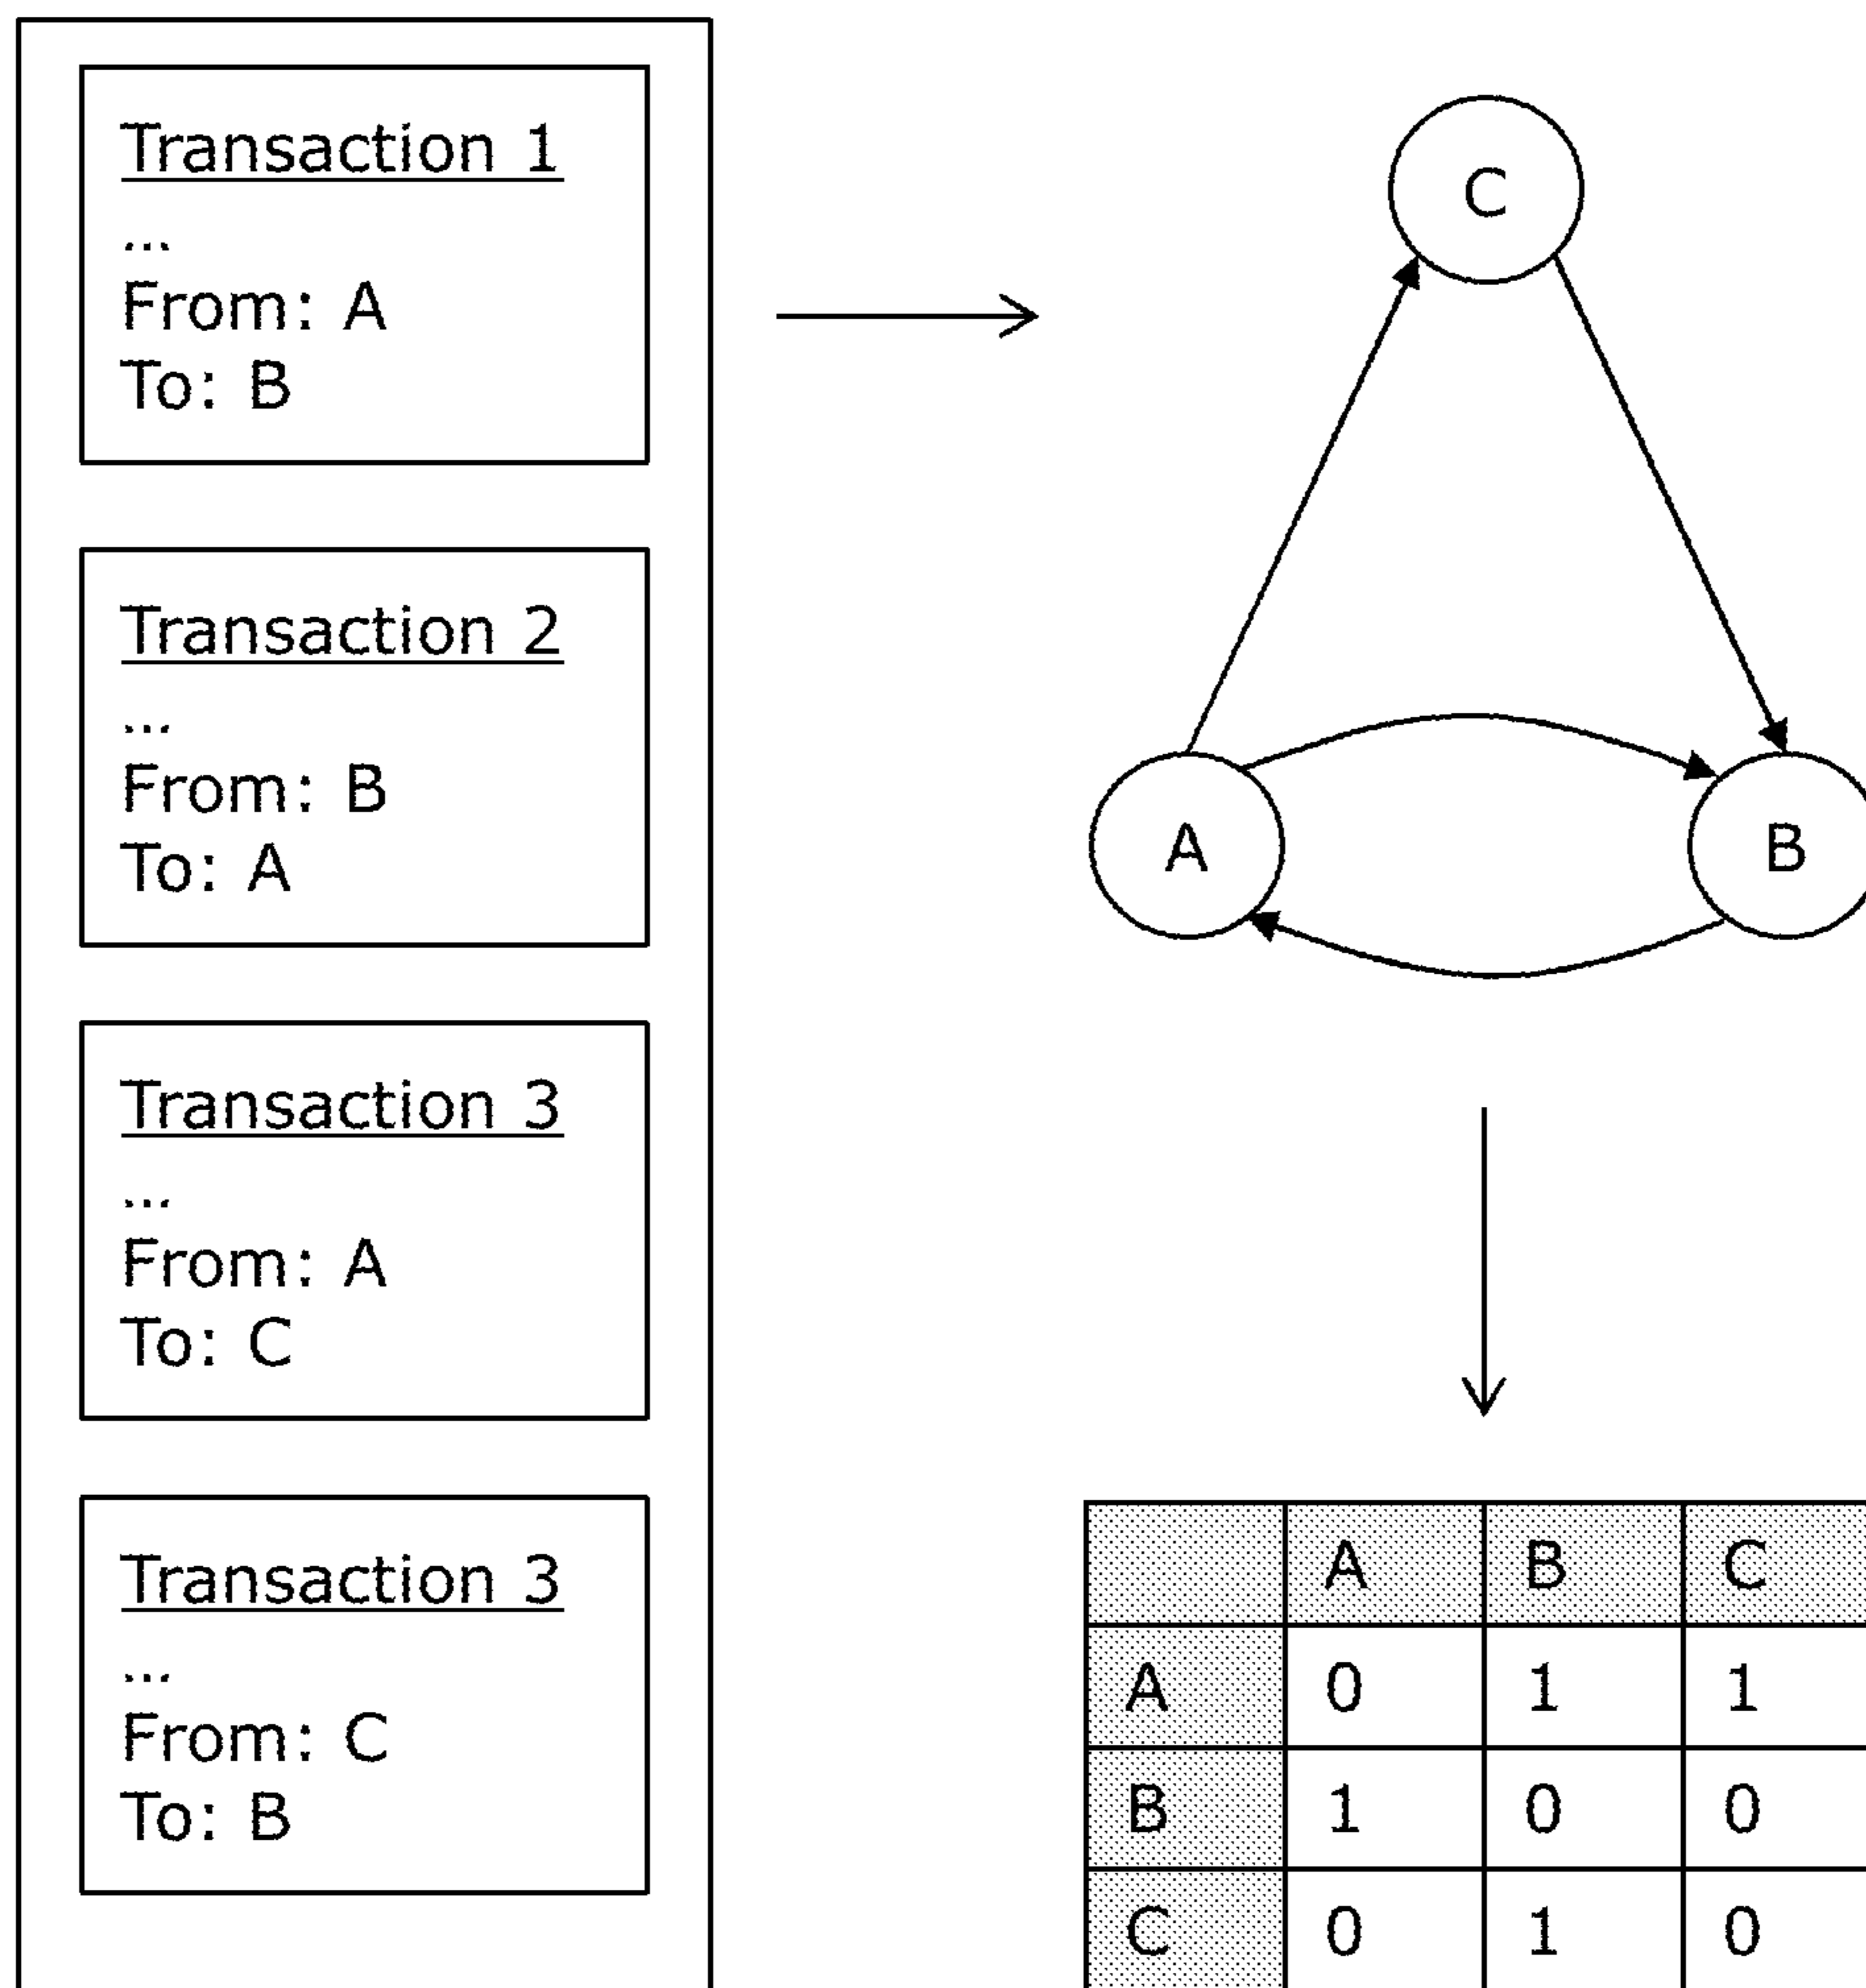 Transaction 1
...
From: A
To: B
Transaction 2
...
From: B
To: A
Transaction 3
...
From: A
To: C
Transaction 3
...
From: C
To: B
C
A
B
A B C
A 0 1 1
B 1 0 0
C 0 1 0